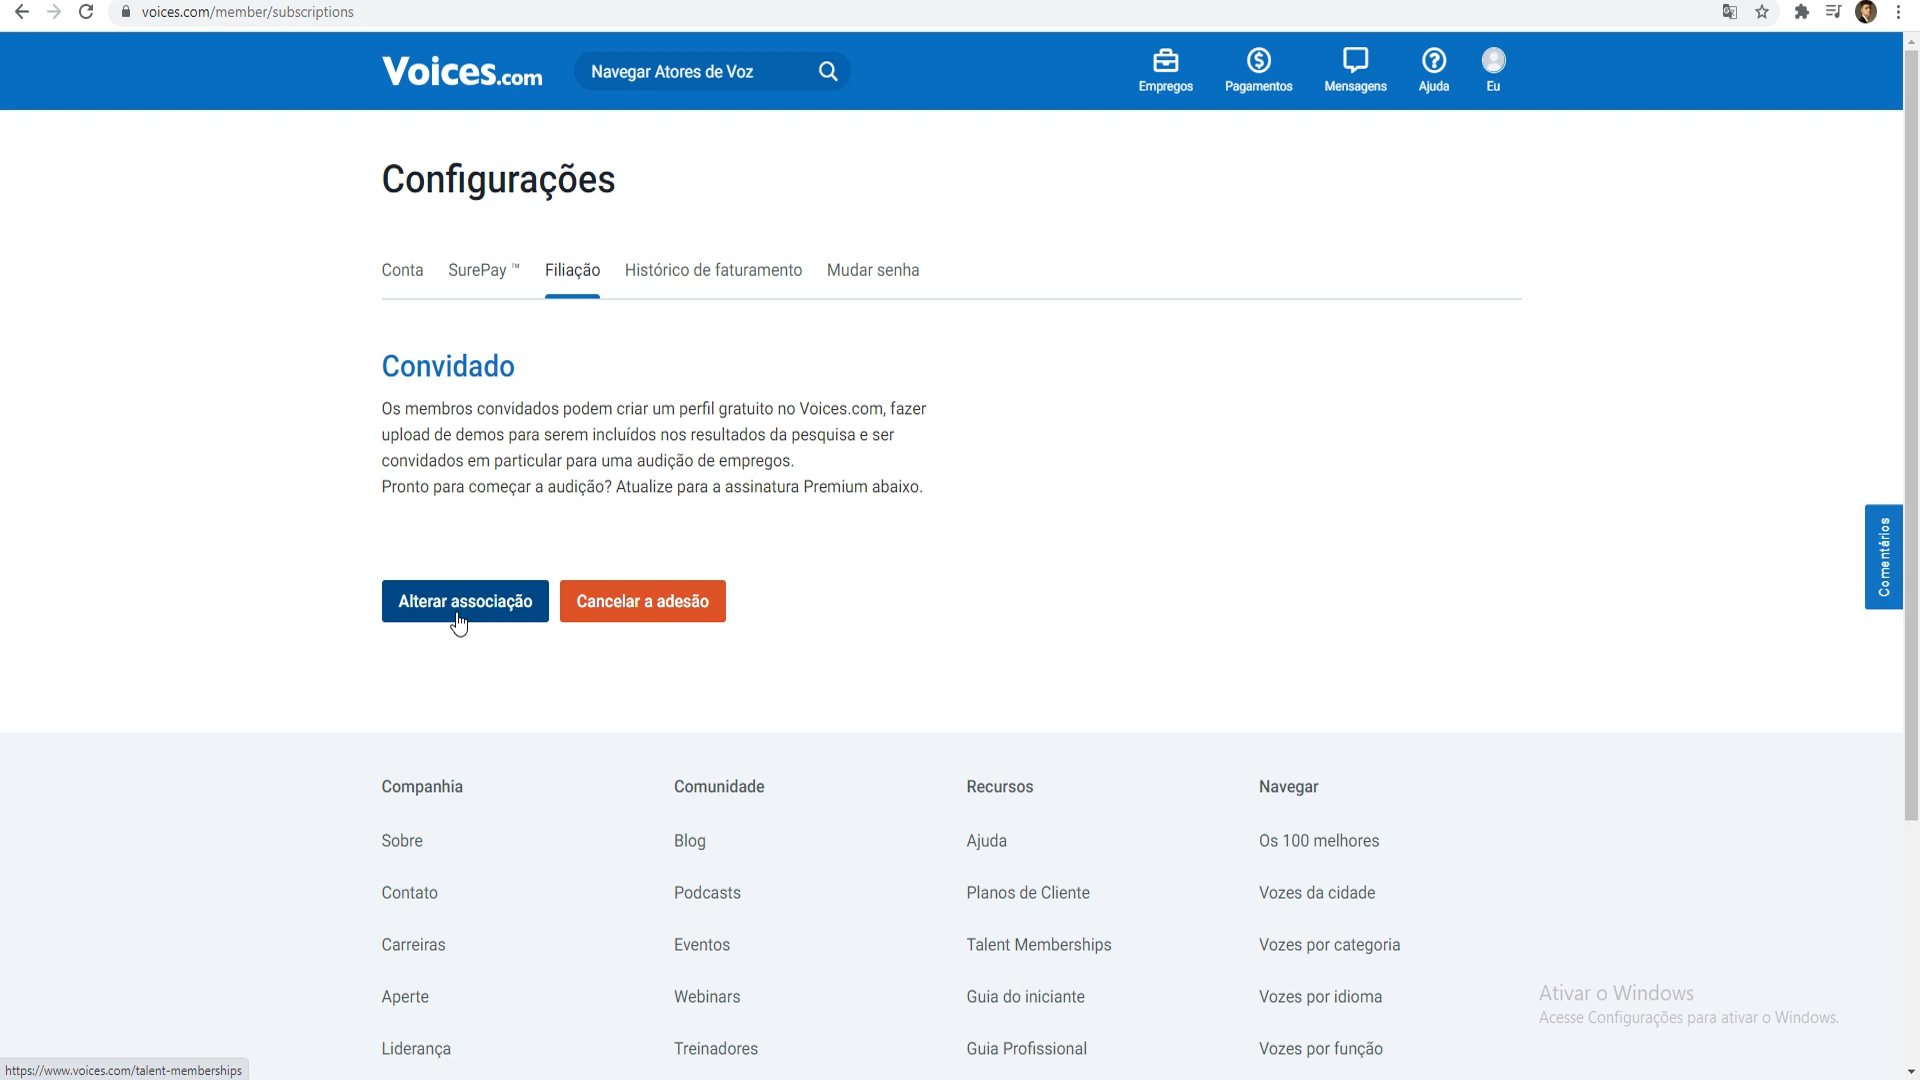 voices.com/member/subscriptions
Voices.com
Navegar Atores de Voz
Empregos
Pagamentos
Mensagens
Ajuda
Eu
Configurações
Conta SurePay ™ Filiação Histórico de faturamento Mudar senha
Convidado
Os membros convidados podem criar um perfil gratuito no Voices.com, fazer
upload de demos para serem incluídos nos resultados da pesquisa e ser
convidados em particular para uma audição de empregos.
Pronto para começar a audição? Atualize para a assinatura Premium abaixo.
Alterar associação
Cancelar a adesão
Comentários
Companhia
Sobre
Contato
Carreiras
Aperte
Liderança
Comunidade
Blog
Podcasts
Eventos
Webinars
Treinadores
Recursos
Ajuda
Planos de Cliente
Talent Memberships
Guia do iniciante
Guia Profissional
Navegar
Os 100 melhores
Vozes da cidade
Vozes por categoria
Vozes por idioma
Vozes por função
Ativar o Windows
Acesse Configurações para ativar o Windows.
https://www.voices.com/talent-memberships